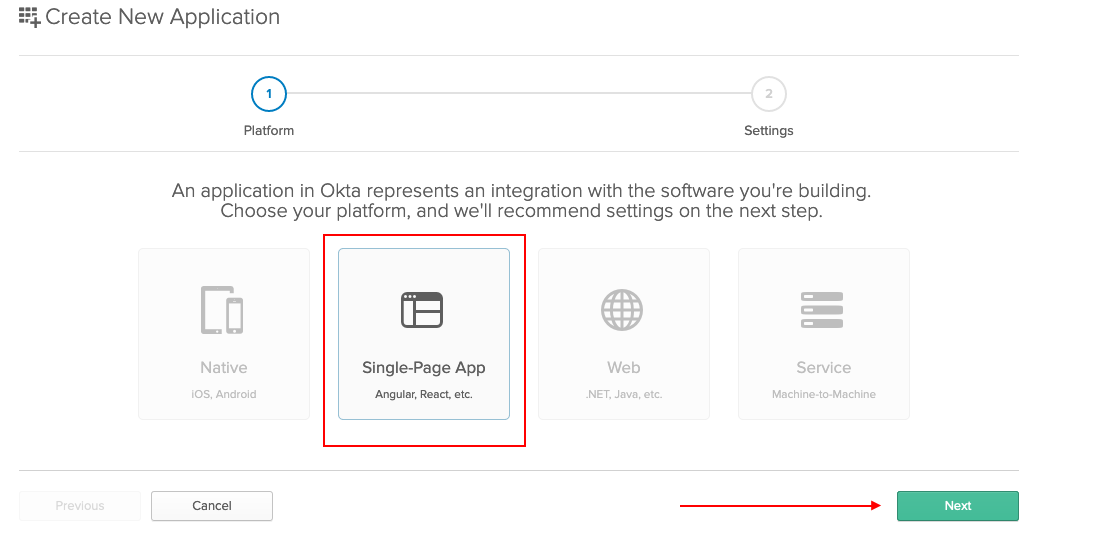 Create New Application
1
2
Platform
Settings
An application in Okta represents an integration with the software you're building.
Choose your platform, and we'll recommend settings on the next step.
Native
iOS, Android
Single-Page App
Angular, React, etc.
Web
.NET, Java, etc.
Service
Machine-to-Machine
Previous
Cancel
Next